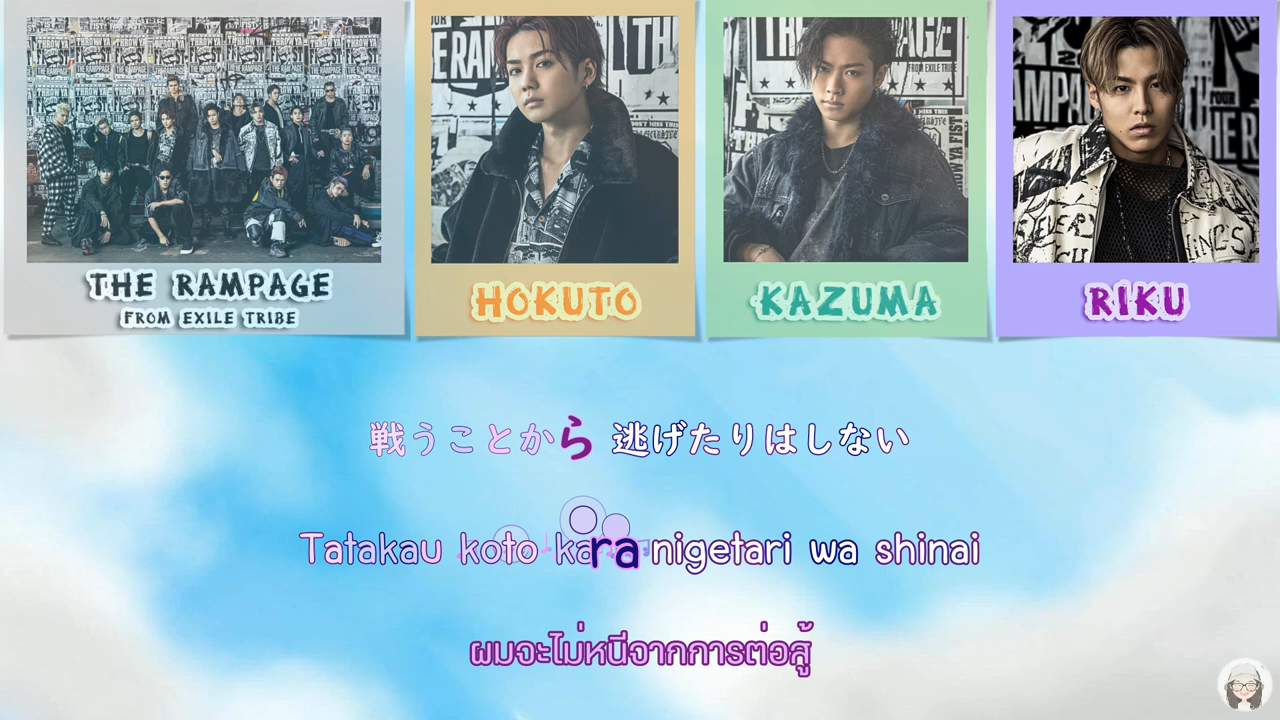 THE RAMPAGE
FROM EXILE TRIBE
HOKUTO
KAZUMA
RIKU
戦うことから 逃げたりはしない
Tatakau koto kara nigetari wa shinai
ผมจะไม่หนีจากการต่อสู้